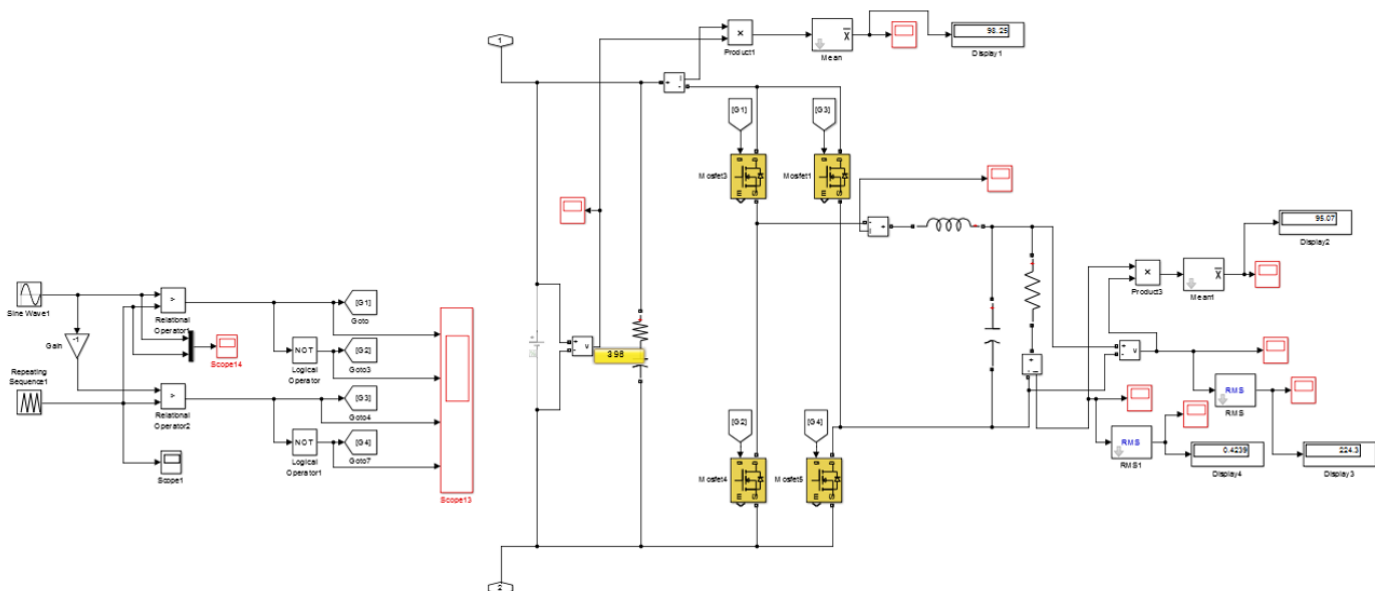 1
Product1
Mean
98.25
Display1
[G1]
[G3]
Mosfet3
Mosfet1
95.07
Display2
Product3
Mean1
Sine Wave1
Gain
-1
Relational
Operator1
[G1]
Goto
Scope14
NOT
Logical
Operator
[G2]
Goto3
Repeating
Sequence1
Relational
Operator2
[G3]
Goto4
NOT
Logical
Operator1
[G4]
Goto7
Scope1
Scope13
398
[G2]
[G4]
Mosfet4
Mosfet5
RMS
RMS
RMS
RMS1
0.4239
Display4
224.3
Display3
2